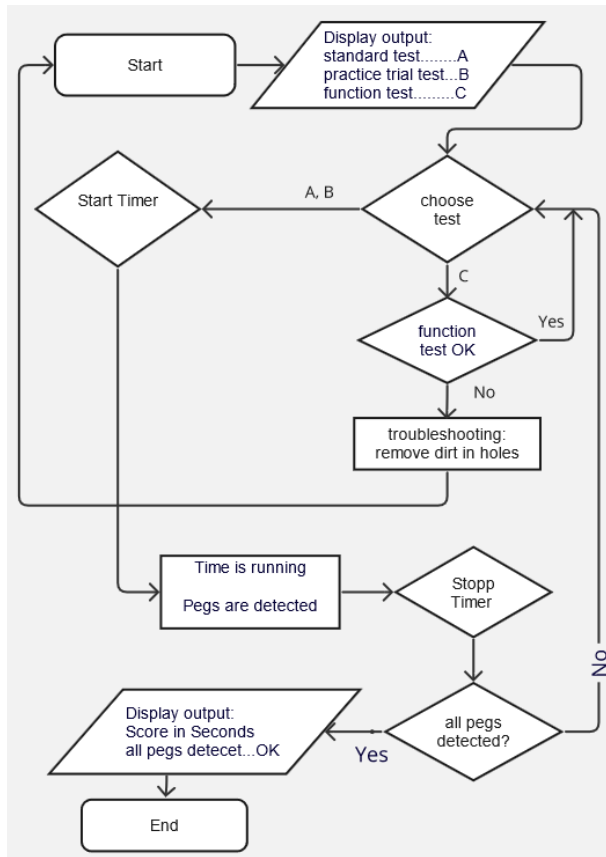 Start
Display output:
standard test........A
practice trial test...B
function test.........C
Start Timer
A, B
choose
test
C
function
test OK
Yes
No
troubleshooting:
remove dirt in holes
Time is running
Pegs are detected
Stopp
Timer
No
all pegs
detected?
Yes
Display output:
Score in Seconds
all pegs detecet...OK
End